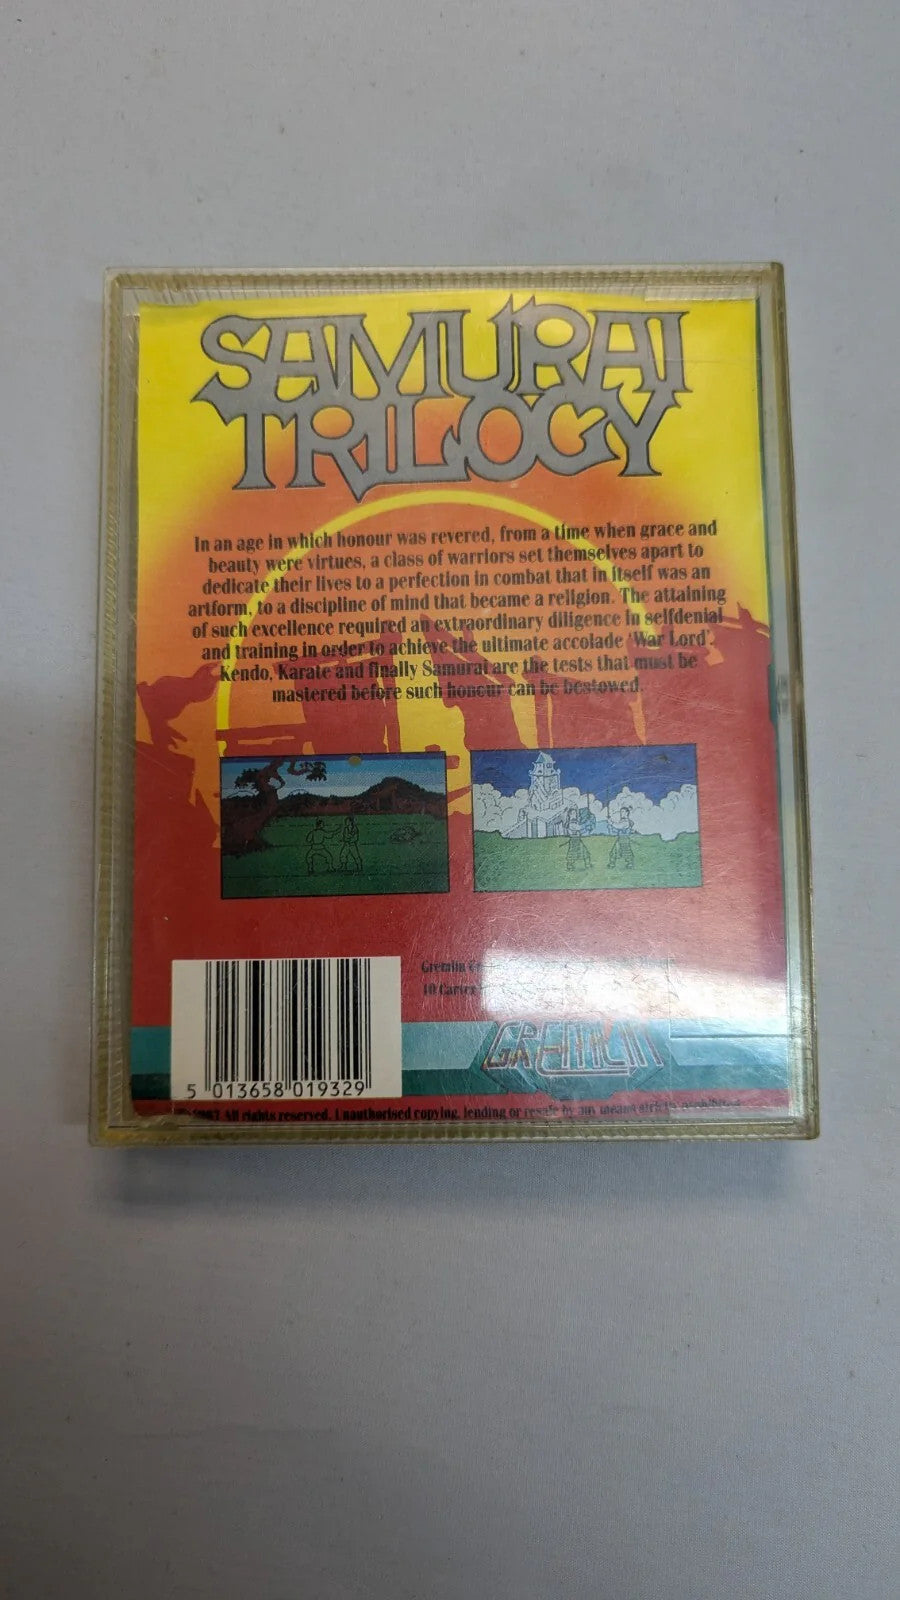 SAMURAI
TRILOGY
In an age in which honour was revered, from a time when grace and
beauty were virtues, a class of warriors set themselves apart to
dedicate their lives to a perfection in combat that in itself was an
artform, to a discipline of mind that became a religion. The attaining
of such excellence required an extraordinary diligence in selfdenial
and training in order to achieve the ultimate accolade 'War Lord'.
Kendo, Karate and finally Samurai are the tests that must be
mastered before such honour can be bestowed.
Gremlin
10 Carver
GREMLIN
5 013658 019329
All rights reserved. Unauthorised copying, lending or resale by any means strictly prohibited.